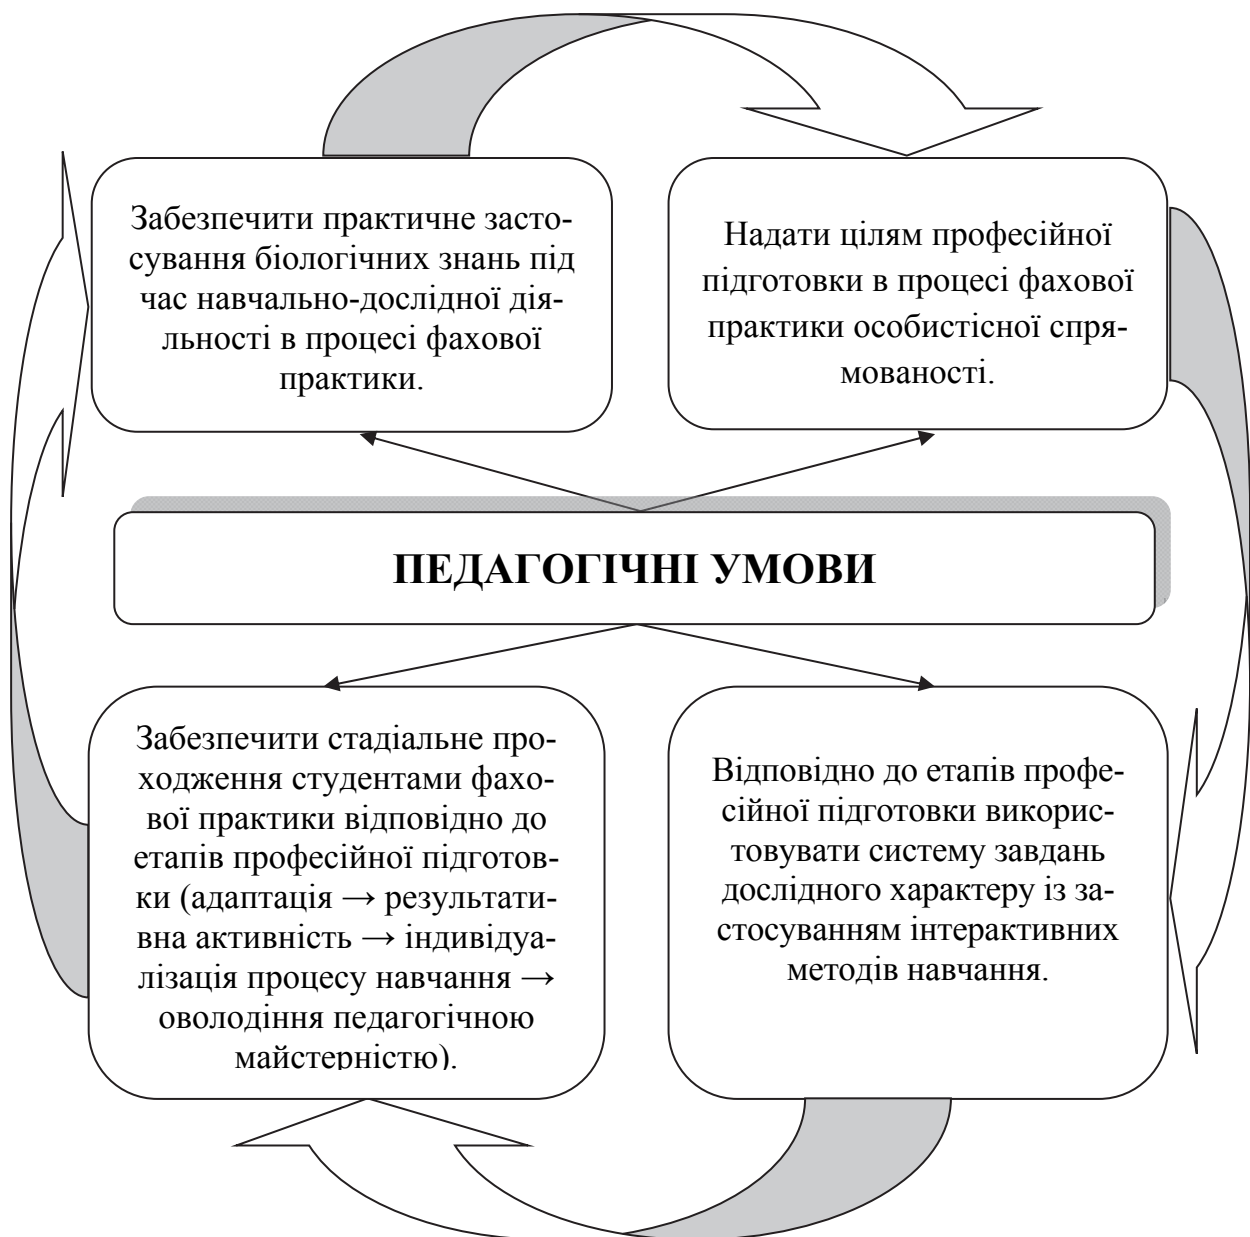 Забезпечити практичне засто-
сування біологічних знань під
час навчально-дослідної дія-
льності в процесі фахової
практики.
Надати цілям професійної
підготовки в процесі фахової
практики особистісної спря-
мованості.
ПЕДАГОГІЧНІ УМОВИ
Забезпечити стадіальне про-
ходження студентами фахо-
вої практики відповідно до
етапів професійної підготов-
ки (адаптація → результати-
вна активність → індивідуа-
лізація процесу навчання →
оволодіння педагогічною
майстерністю).
Відповідно до етапів профе-
сійної підготовки викорис-
товувати систему завдань
дослідного характеру із за-
стосуванням інтерактивних
методів навчання.